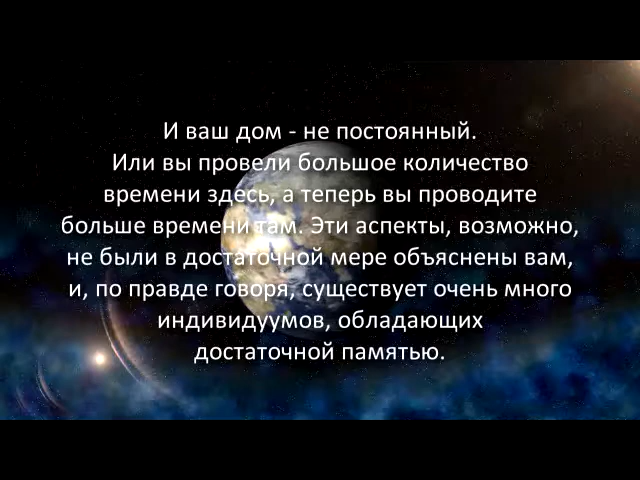 И ваш дом - не постоянный.
Или вы провели большое количество
времени здесь, а теперь вы проводите
больше времени там. Эти аспекты, возможно,
не были в достаточной мере объяснены вам,
и, по правде говоря, существует очень много
индивидуумов, обладающих
достаточной памятью.